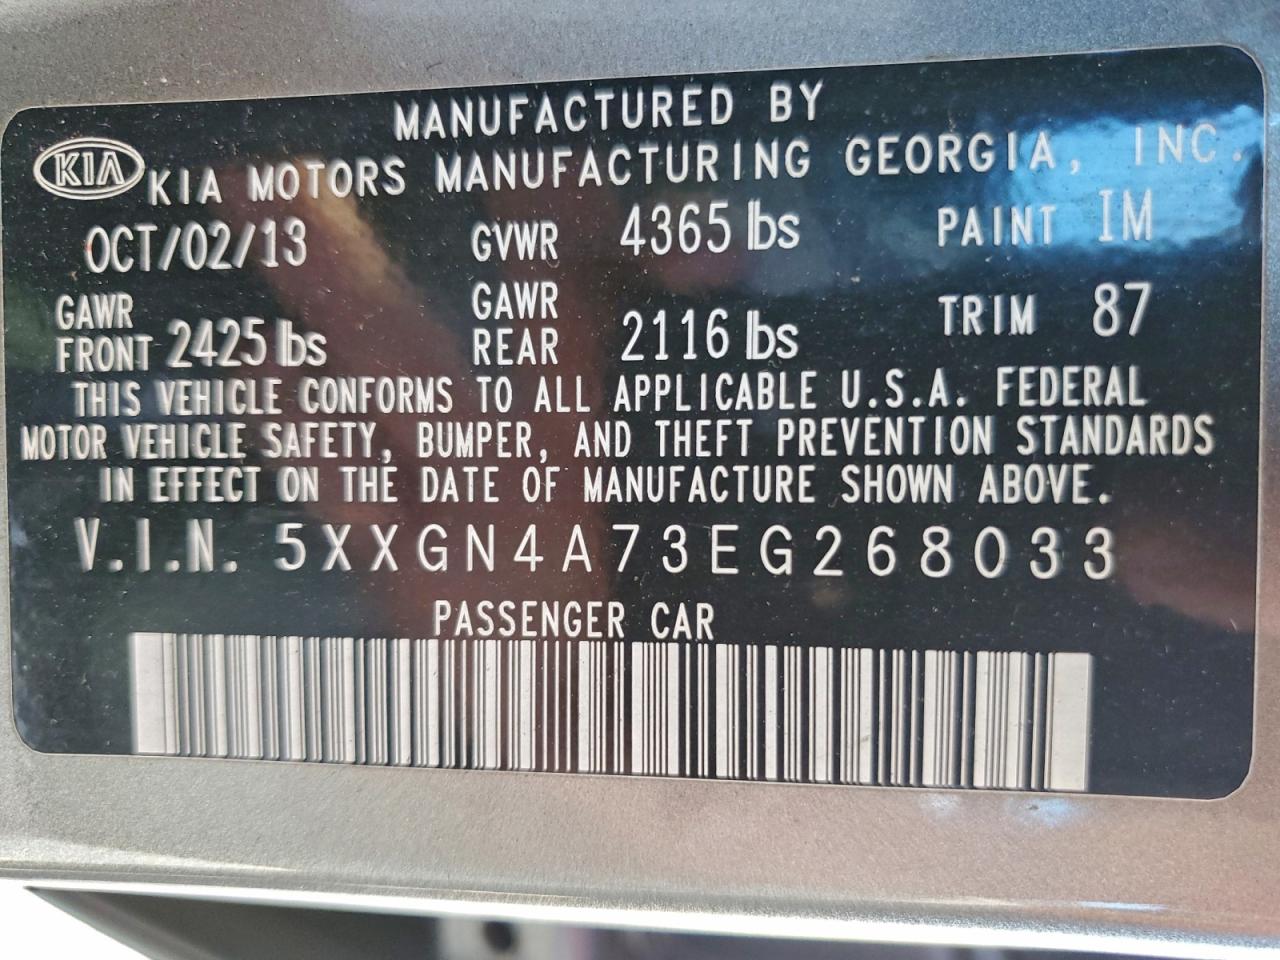 MANUFACTURED BY
KIA KIA MOTORS MANUFACTURING GEORGIA, INC.
OCT/02/13 GVWR 4365 lbs PAINT IM
GAWR FRONT 2425 lbs GAWR REAR 2116 lbs TRIM 87
THIS VEHICLE CONFORMS TO ALL APPLICABLE U.S.A. FEDERAL
MOTOR VEHICLE SAFETY, BUMPER, AND THEFT PREVENTION STANDARDS
IN EFFECT ON THE DATE OF MANUFACTURE SHOWN ABOVE.
V.I.N. 5XXGN4A73EG268033
PASSENGER CAR